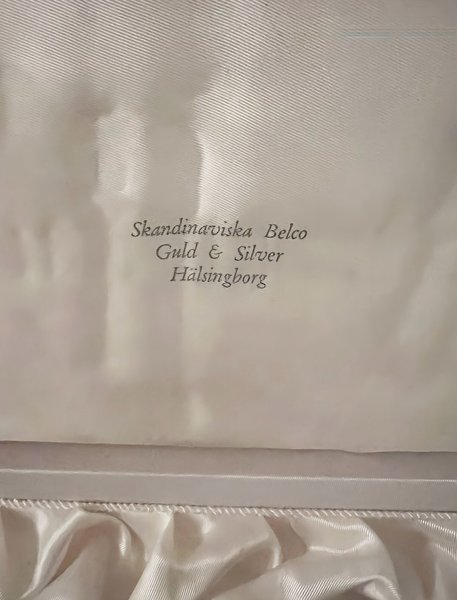 Skandinaviska Belco
Guld & Silver
Hälsingborg